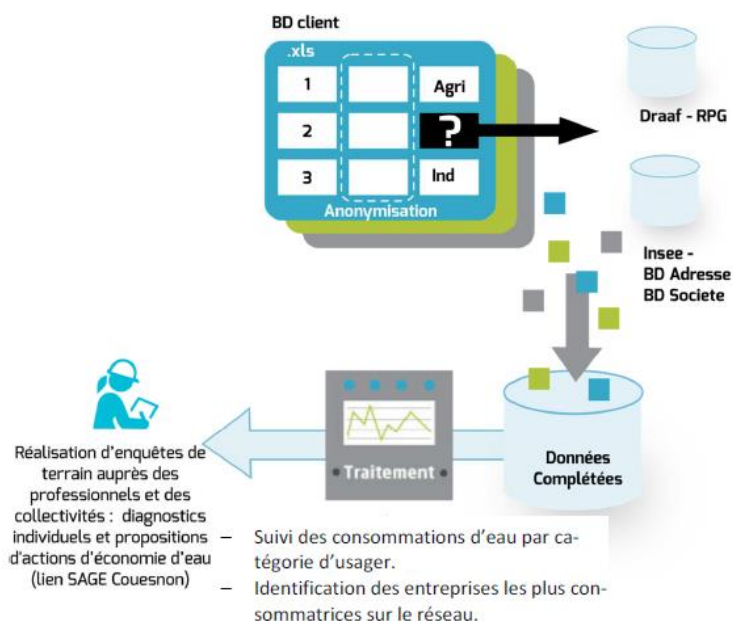 BD client
.xls
1
Agri
2
?
3
Ind
Anonymisation
Draaf - RPG
Insee -
BD Adresse
BD Societe
Données
Complétées
Traitement
Réalisation d'enquêtes de
terrain auprès des
professionnels et des
collectivités : diagnostics
individuels et propositions
d'actions d'économie d'eau
(lien SAGE Couesnon)
– Suivi des consommations d'eau par ca-
tégorie d'usager.
– Identification des entreprises les plus con-
sommatrices sur le réseau.